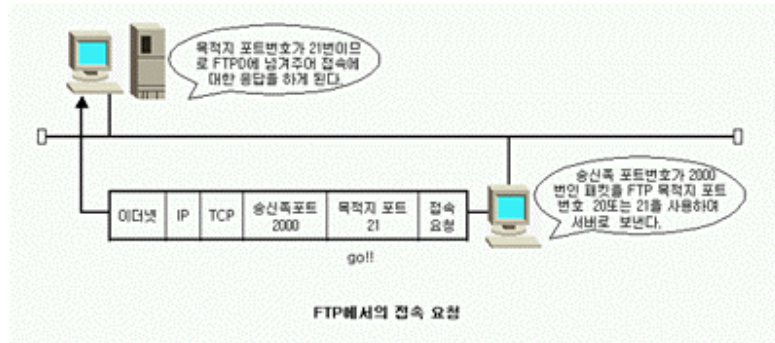 목적지 포트번호가 21번이므
로 FTPD에 넘겨주어 접속에
대한 응답을 하게 된다.
송신쪽 포트번호가 2000
번인 패킷을 FTP 목적지 포트
번호 20또는 21을 사용하여
서버로 보낸다.
이더넷 IP TCP 송신쪽포트 2000 목적지 포트 21 접속 요청
go!!
FTP에서의 접속 요청